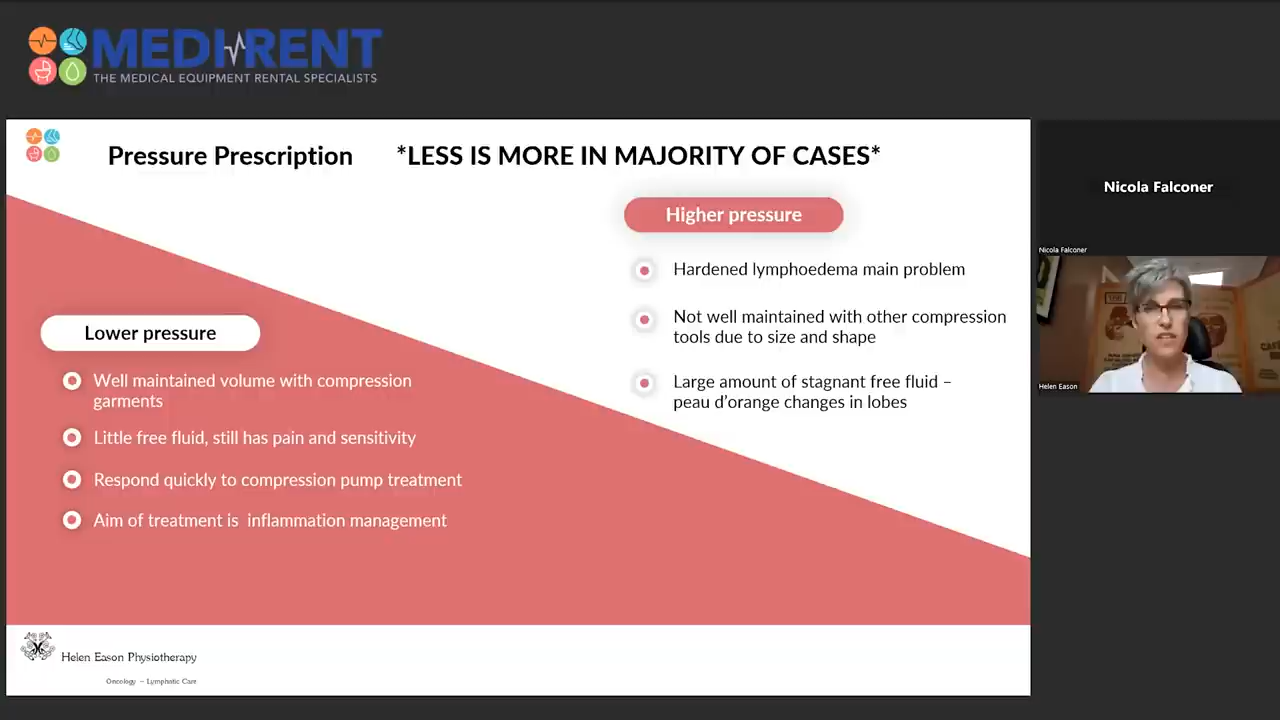 MEDI RENT
THE MEDICAL EQUIPMENT RENTAL SPECIALISTS
Pressure Prescription *LESS IS MORE IN MAJORITY OF CASES*
Higher pressure
Hardened lymphoedema main problem
Not well maintained with other compression
tools due to size and shape
Large amount of stagnant free fluid –
peau d'orange changes in lobes
Lower pressure
Well maintained volume with compression
garments
Little free fluid, still has pain and sensitivity
Respond quickly to compression pump treatment
Aim of treatment is inflammation management
Helen Eason Physiotherapy
Oncology – Lymphatic Care
Nicola Falconer
Nicola Falconer
Helen Eason